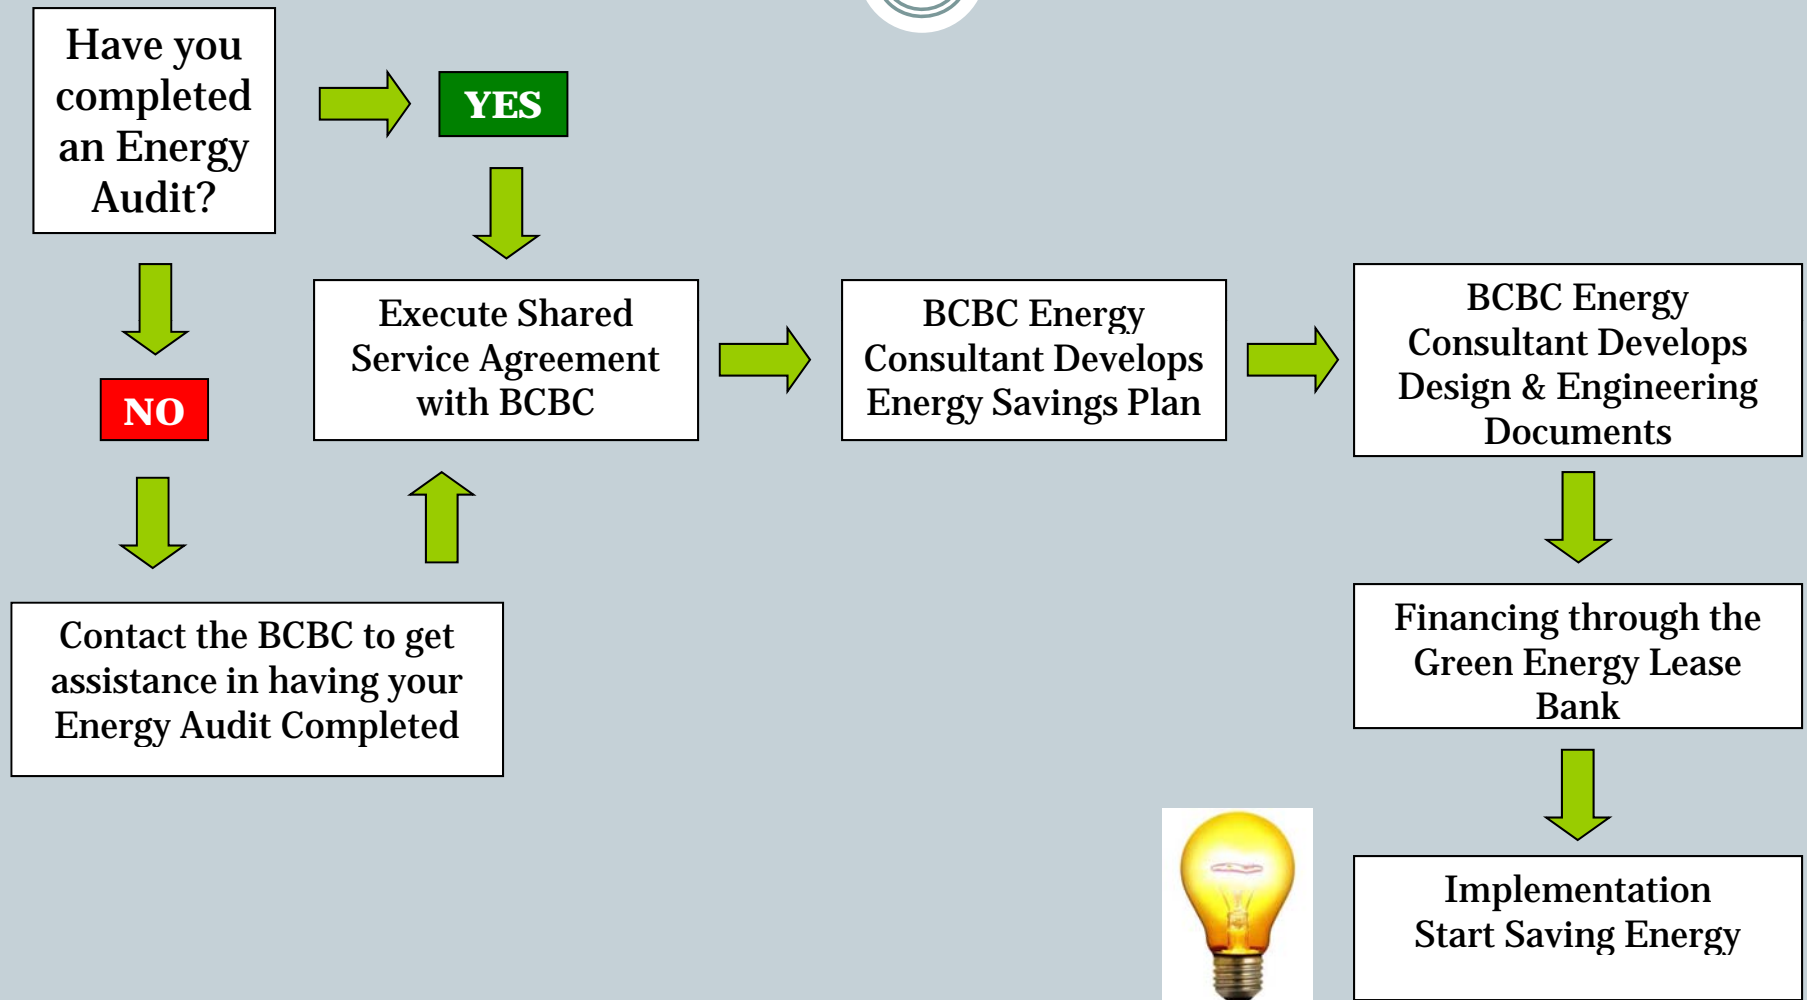 Have you
completed
an Energy
Audit?
YES
NO
Execute Shared
Service Agreement
with BCBC
BCBC Energy
Consultant Develops
Energy Savings Plan
BCBC Energy
Consultant Develops
Design & Engineering
Documents
Contact the BCBC to get
assistance in having your
Energy Audit Completed
Financing through the
Green Energy Lease
Bank
Implementation
Start Saving Energy